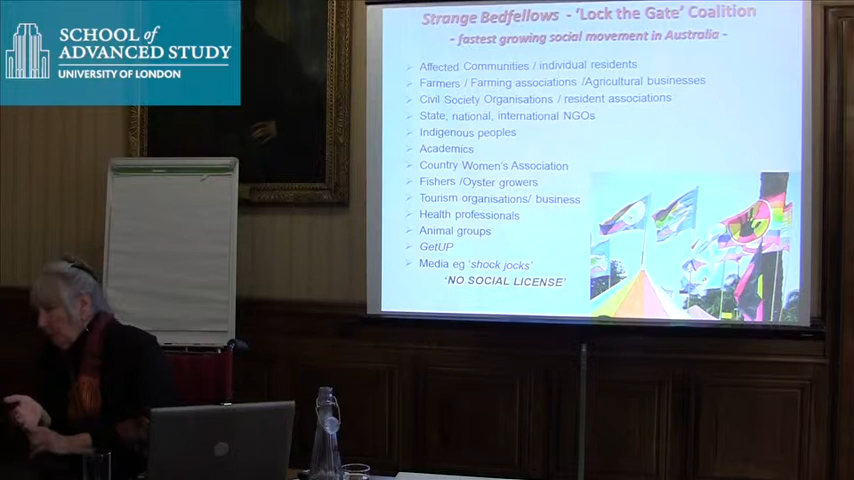 SCHOOL of
ADVANCED STUDY
UNIVERSITY OF LONDON
Strange Bedfellows - 'Lock the Gate' Coalition
- fastest growing social movement in Australia -
Affected Communities / individual residents
Farmers / Farming associations /Agricultural businesses
Civil Society Organisations / resident associations
State, national, international NGOs
Indigenous peoples
Academics
Country Women's Association
Fishers /Oyster growers
Tourism organisations/ business
Health professionals
Animal groups
GetUP
Media eg 'shock jocks'
'NO SOCIAL LICENSE'